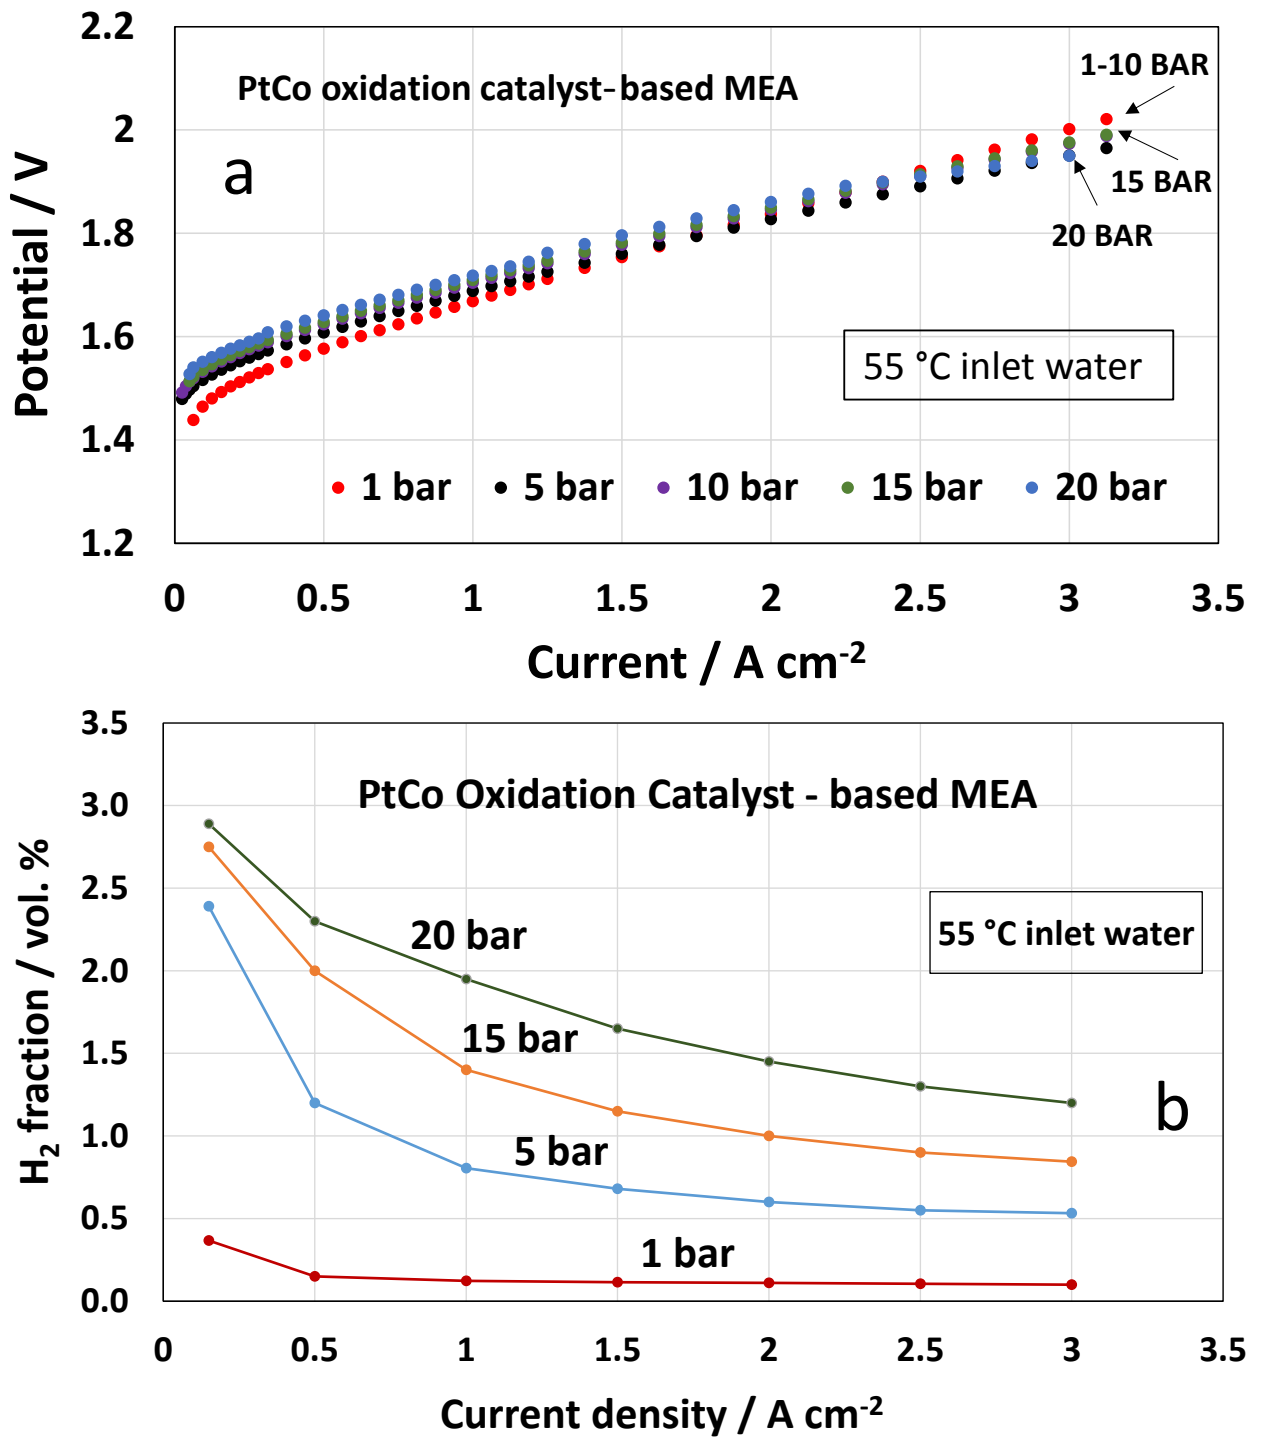 2.2
2
1.8
1.6
1.4
1.2
Potential / V
PtCo oxidation catalyst-based MEA
a
1-10 BAR
15 BAR
20 BAR
55 °C inlet water
1 bar 5 bar 10 bar 15 bar 20 bar
0 0.5 1 1.5 2 2.5 3 3.5
Current / A cm-2
3.5
3.0
2.5
2.0
1.5
1.0
0.5
0.0
H2 fraction / vol. %
PtCo Oxidation Catalyst - based MEA
55 °C inlet water
20 bar
15 bar
b
5 bar
1 bar
0 0.5 1 1.5 2 2.5 3 3.5
Current density / A cm-2